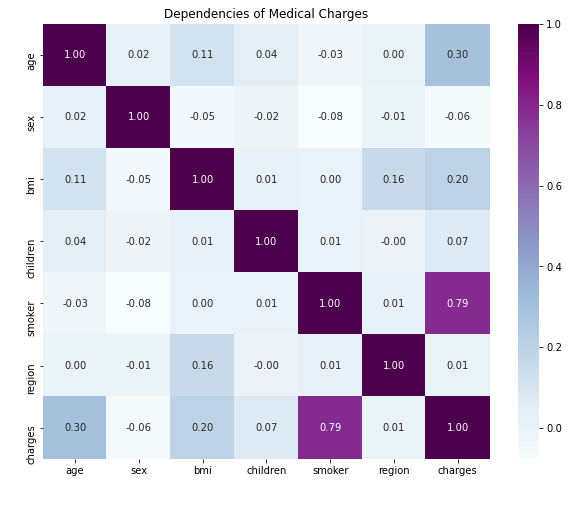 Dependencies of Medical Charges
age 1.00 0.02 0.11 0.04 -0.03 0.00 0.30
sex 0.02 1.00 -0.05 -0.02 -0.08 -0.01 -0.06
bmi 0.11 -0.05 1.00 0.01 0.00 0.16 0.20
children 0.04 -0.02 0.01 1.00 0.01 -0.00 0.07
smoker -0.03 -0.08 0.00 0.01 1.00 0.01 0.79
region 0.00 -0.01 0.16 -0.00 0.01 1.00 0.01
charges 0.30 -0.06 0.20 0.07 0.79 0.01 1.00
age sex bmi children smoker region charges
1.0
0.8
0.6
0.4
0.2
0.0